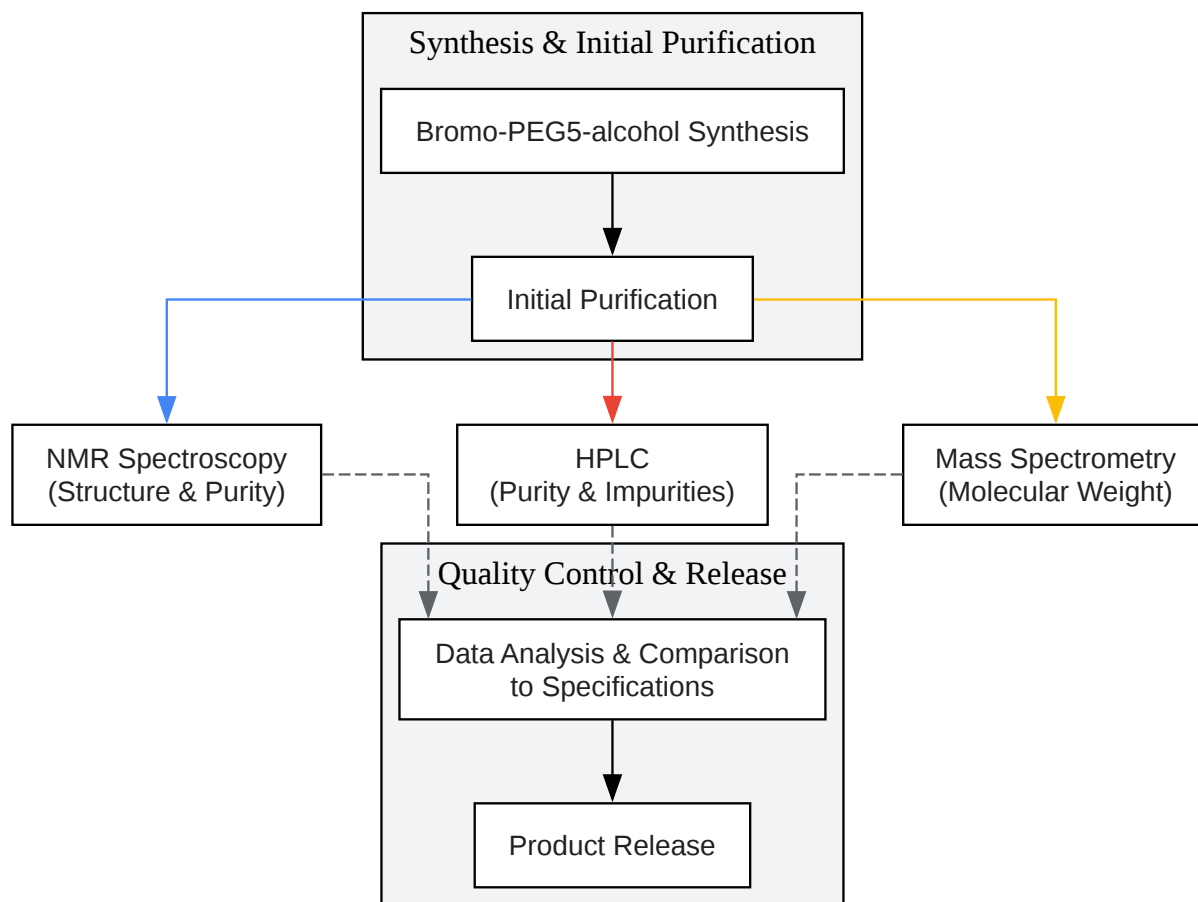 Synthesis & Initial Purification
Bromo-PEG5-alcohol Synthesis
Initial Purification
NMR Spectroscopy
(Structure & Purity)
HPLC
(Purity & Impurities)
Mass Spectrometry
(Molecular Weight)
Quality Control & Release
Data Analysis & Comparison
to Specifications
Product Release